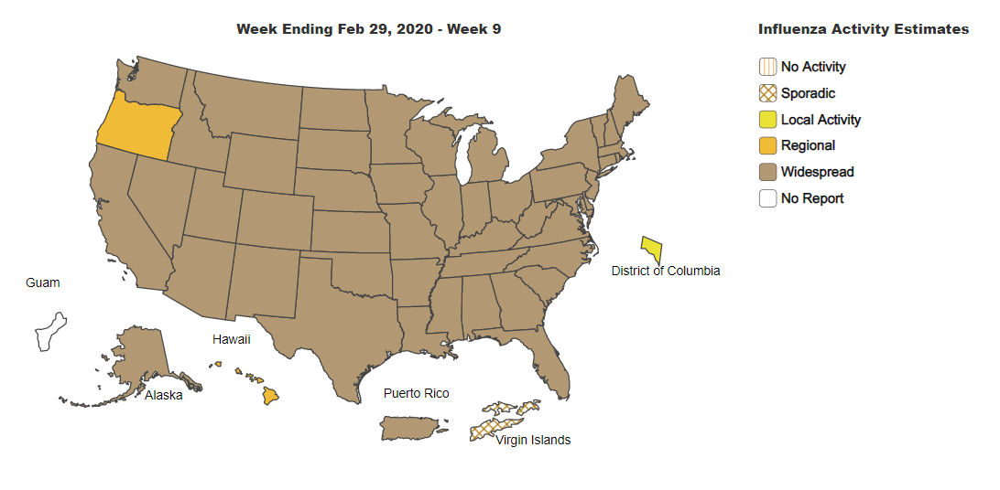 Week Ending Feb 29, 2020 - Week 9
Influenza Activity Estimates
No Activity
Sporadic
Local Activity
Regional
Widespread
No Report
District of Columbia
Guam
Hawaii
Alaska
Puerto Rico
Virgin Islands